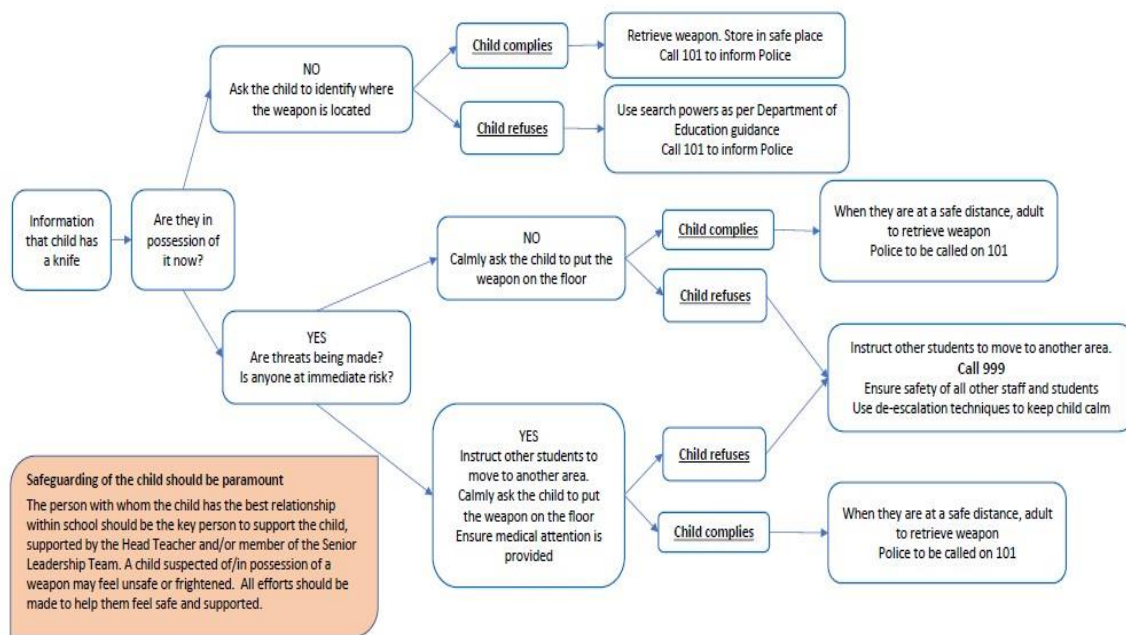 Information
that child has
a knife
Are they in
possession of
it now?
NO
Ask the child to identify where
the weapon is located
Child complies
Retrieve weapon. Store in safe place
Call 101 to inform Police
Child refuses
Use search powers as per Department of
Education guidance
Call 101 to inform Police
YES
Are threats being made?
Is anyone at immediate risk?
NO
Calmly ask the child to put the
weapon on the floor
Child complies
When they are at a safe distance, adult
to retrieve weapon
Police to be called on 101
Child refuses
Instruct other students to move to another area.
Call 999
Ensure safety of all other staff and students
Use de-escalation techniques to keep child calm
YES
Instruct other students to
move to another area.
Calmly ask the child to put
the weapon on the floor
Ensure medical attention is
provided
Child refuses
Child complies
When they are at a safe distance, adult
to retrieve weapon
Police to be called on 101
Safeguarding of the child should be paramount
The person with whom the child has the best relationship
within school should be the key person to support the child,
supported by the Head Teacher and/or member of the Senior
Leadership Team. A child suspected of/in possession of a
weapon may feel unsafe or frightened. All efforts should be
made to help them feel safe and supported.